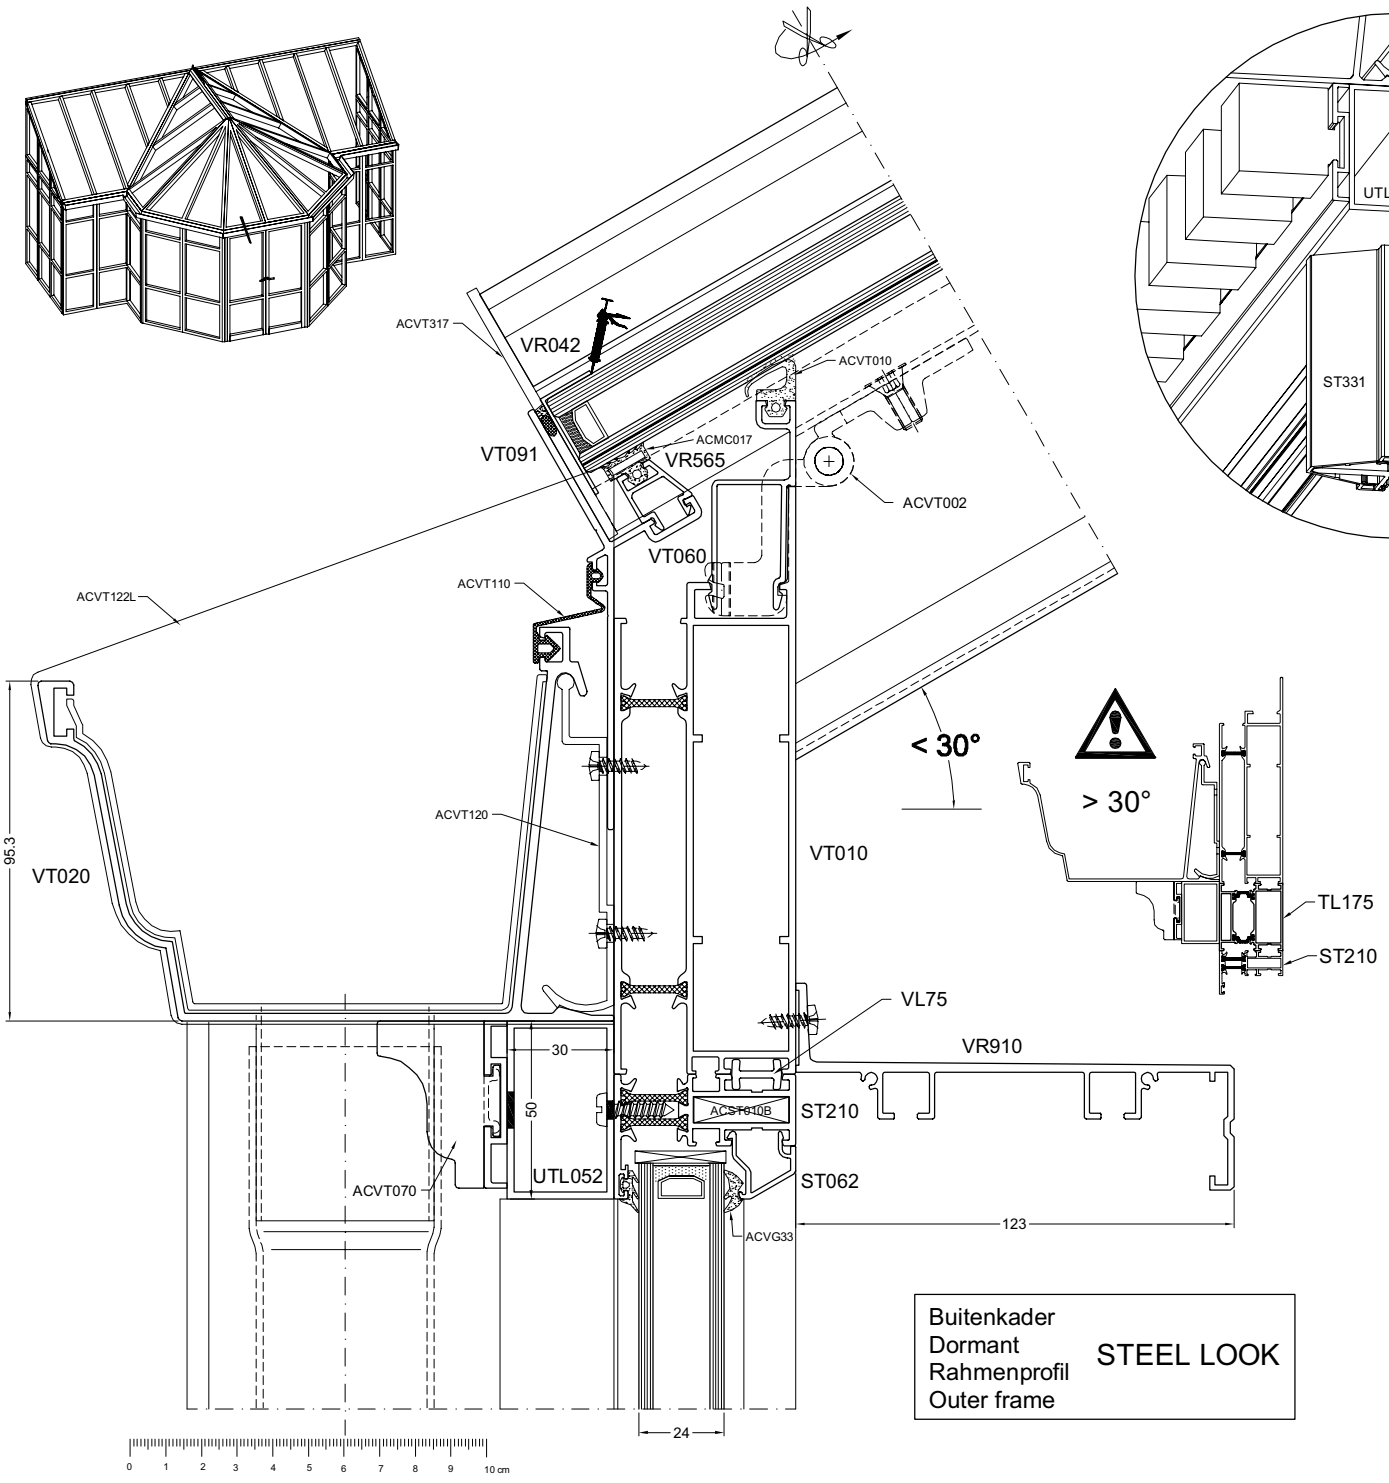 UTL
ST331
ACVT317
VR042
ACVT010
ACMC017
VT091
VR565
ACVT002
VT060
ACVT110
ACVT122L
< 30°
> 30°
ACVT120
95.3
VT020
VT010
TL175
ST210
VL75
30
VR910
50
ACST010B
ST210
UTL052
ST062
ACVT070
123
ACVG33
Buitenkader
Dormant
Rahmenprofil
Outer frame
STEEL LOOK
24
0 1 2 3 4 5 6 7 8 9 10 cm